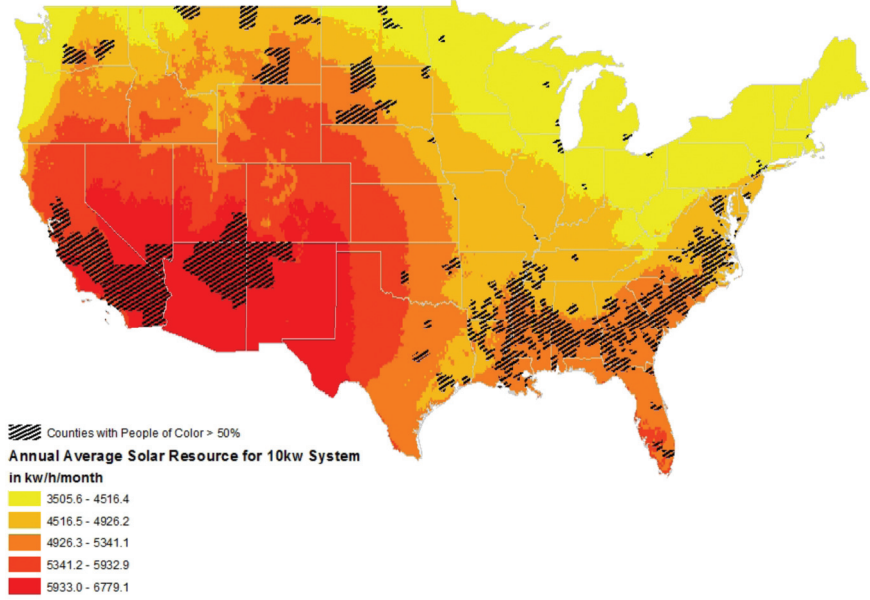 Counties with People of Color > 50%
Annual Average Solar Resource for 10kw System
in kw/h/month
3505.6 - 4516.4
4516.5 - 4926.2
4926.3 - 5341.1
5341.2 - 5932.9
5933.0 - 6779.1